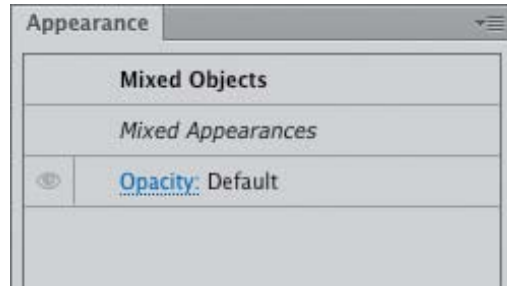 Appearance
Mixed Objects
Mixed Appearances
Opacity: Default